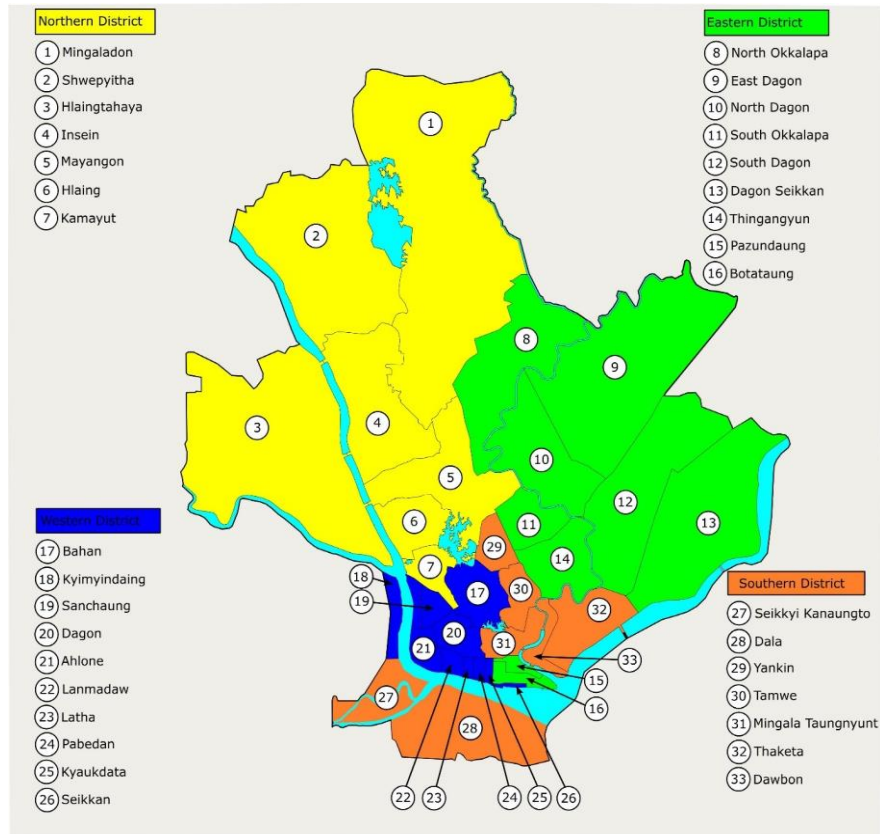 Northern District
1 Mingaladon
2 Shwepyitha
3 Hlaingtahaya
4 Insein
5 Mayangon
6 Hlaing
7 Kamayut
Eastern District
8 North Okkalapa
9 East Dagon
10 North Dagon
11 South Okkalapa
12 South Dagon
13 Dagon Seikkan
14 Thingangyun
15 Pazundaung
16 Botataung
Western District
17 Bahan
18 Kyimyindaing
19 Sanchaung
20 Dagon
21 Ahlone
22 Lanmadaw
23 Latha
24 Pabedan
25 Kyaukdata
26 Seikkan
Southern District
27 Seikkyi Kanaungto
28 Dala
29 Yankin
30 Tamwe
31 Mingala Taungnyunt
32 Thaketa
33 Dawbon
1
2
8
9
3
4
5
10
12
13
6
11
29
14
7
18
17
30
19
32
20
31
21
33
15
27
16
28
22
23
24
25
26